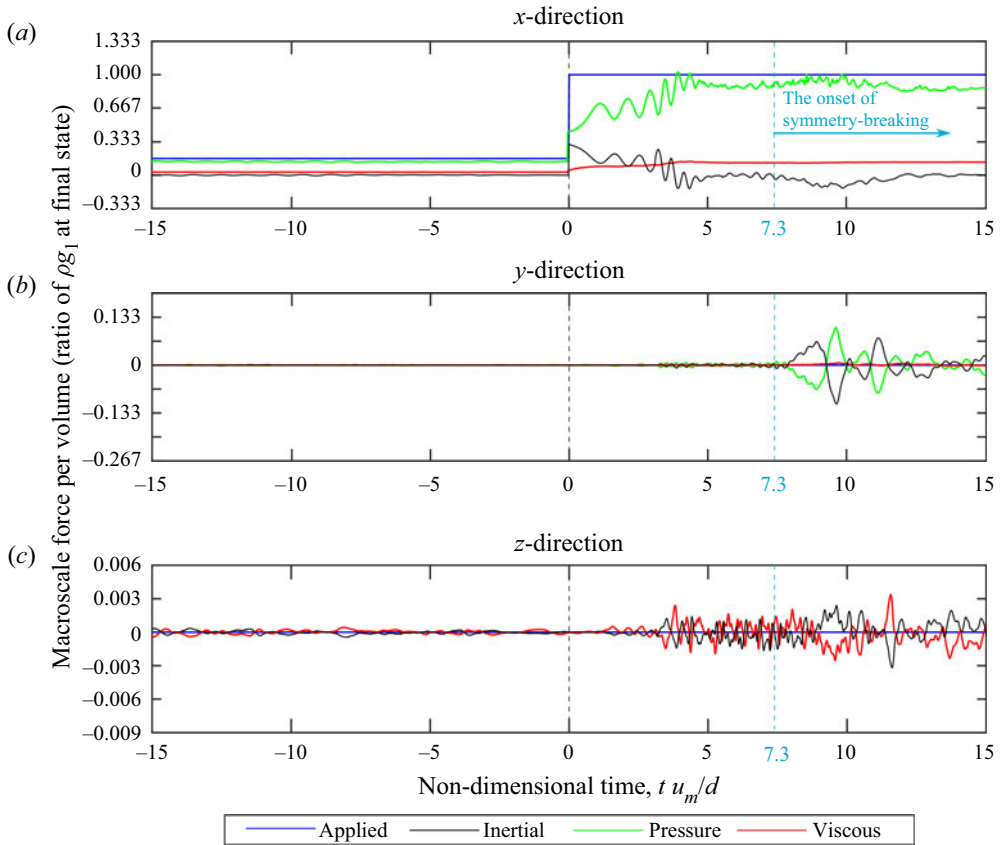 x-direction
(a)
1.333
1.000
0.667
0.333
0
–0.333
The onset of
symmetry-breaking
–15 –10 –5 0 5 7.3 10 15
y-direction
(b)
0.133
0
–0.133
–0.267
–15 –10 –5 0 5 7.3 10 15
z-direction
(c)
0.006
0.003
0
–0.003
–0.006
–0.009
–15 –10 –5 0 5 7.3 10 15
Macroscale force per volume (ratio of ρg₁ at final state)
Non-dimensional time, t uₘ/d
Applied Inertial Pressure Viscous